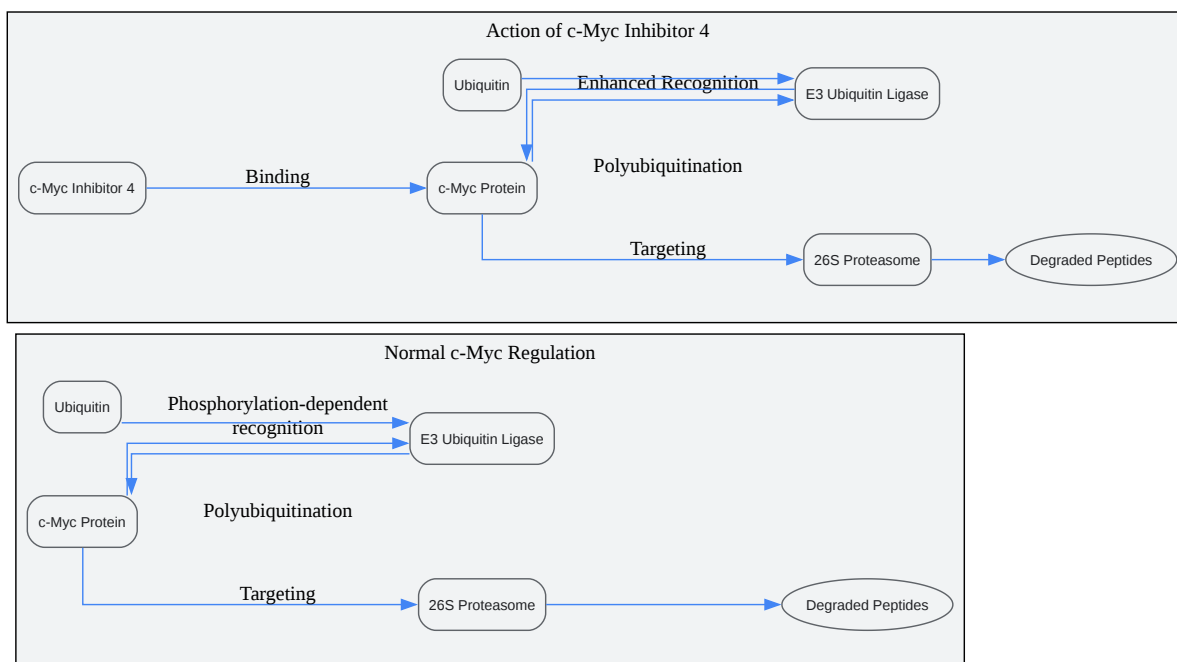 Action of c-Myc Inhibitor 4
Ubiquitin
Enhanced Recognition
E3 Ubiquitin Ligase
Polyubiquitination
c-Myc Inhibitor 4
Binding
c-Myc Protein
Targeting
26S Proteasome
Degraded Peptides
Normal c-Myc Regulation
Ubiquitin
Phosphorylation-dependent
recognition
E3 Ubiquitin Ligase
c-Myc Protein
Polyubiquitination
Targeting
26S Proteasome
Degraded Peptides